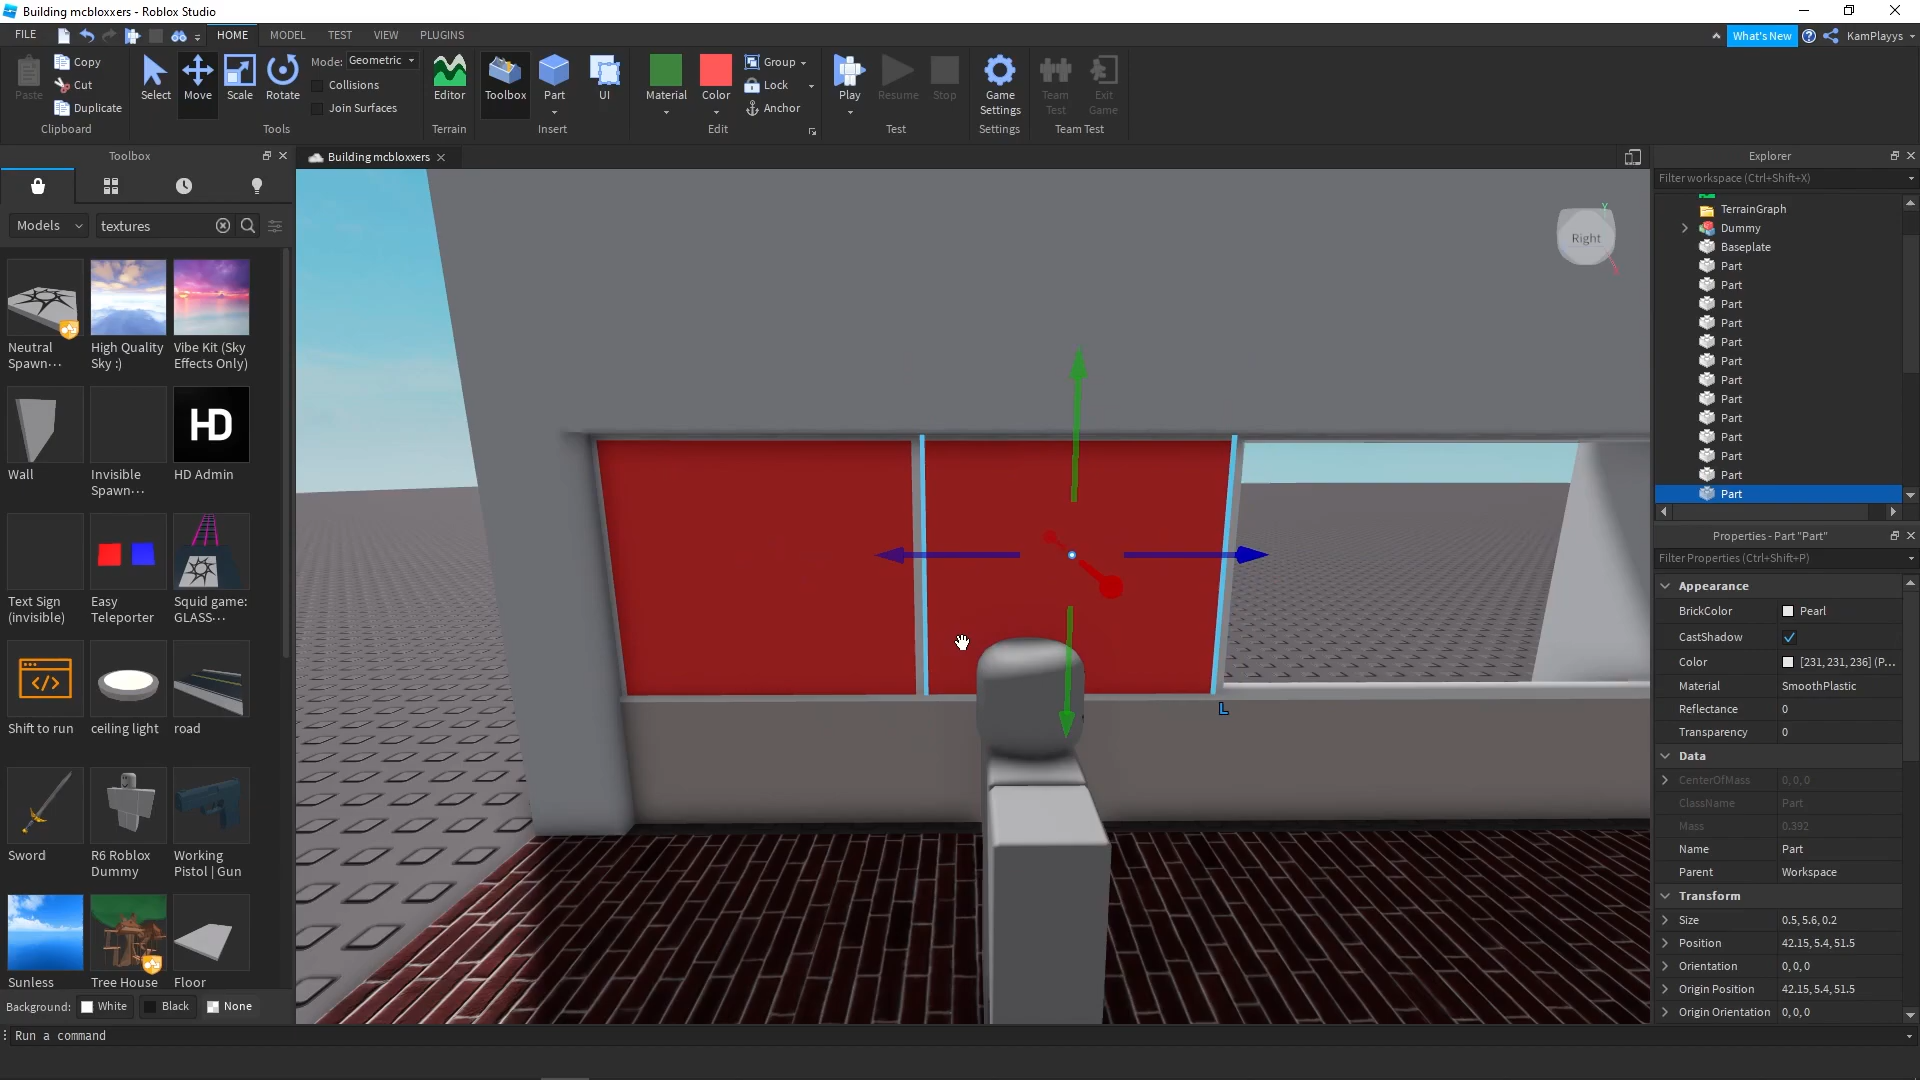 Building mcbloxxers - Roblox Studio
FILE
HOME
MODEL
TEST
VIEW
PLUGINS
What's New
KamPlayys
Paste
Copy
Cut
Duplicate
Clipboard
Select
Move
Scale
Rotate
Mode: Geometric
Collisions
Join Surfaces
Tools
Editor
Terrain
Toolbox
Part
UI
Insert
Material
Color
Group
Lock
Anchor
Edit
Play
Resume
Stop
Test
Game
Settings
Settings
Team
Test
Exit
Game
Team Test
Toolbox
Building mcbloxxers
Models
textures
Neutral
Spawn...
High Quality
Sky :)
Vibe Kit (Sky
Effects Only)
Wall
Invisible
Spawn...
HD
HD Admin
Text Sign
(invisible)
Easy
Teleporter
Squid game:
GLASS...
Shift to run
ceiling light
road
Sword
R6 Roblox
Dummy
Working
Pistol | Gun
Sunless
Tree House
Floor
Background: White Black None
Run a command
Y
Right
L
Explorer
Filter workspace (Ctrl+Shift+X)
TerrainGraph
Dummy
Baseplate
Part
Part
Part
Part
Part
Part
Part
Part
Part
Part
Part
Part
Part
Properties - Part "Part"
Filter Properties (Ctrl+Shift+P)
Appearance
BrickColor Pearl
CastShadow
Color [231, 231, 236] (P...
Material SmoothPlastic
Reflectance 0
Transparency 0
Data
CenterOfMass 0, 0, 0
ClassName Part
Mass 0.392
Name Part
Parent Workspace
Transform
Size 0.5, 5.6, 0.2
Position 42.15, 5.4, 51.5
Orientation 0, 0, 0
Origin Position 42.15, 5.4, 51.5
Origin Orientation 0, 0, 0